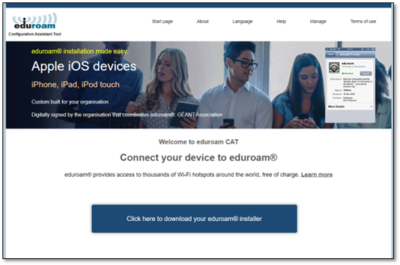 eduroam
Configuration Assistant Tool
Start page About Language Help Manage Terms of use
eduroam® installation made easy:
Apple iOS devices
iPhone, iPad, iPod touch
Custom built for your organisation
Digitally signed by the organisation that coordinates eduroam®: GÉANT Association
Welcome to eduroam CAT
Connect your device to eduroam®
eduroam® provides access to thousands of Wi-Fi hotspots around the world, free of charge. Learn more
Click here to download your eduroam® installer